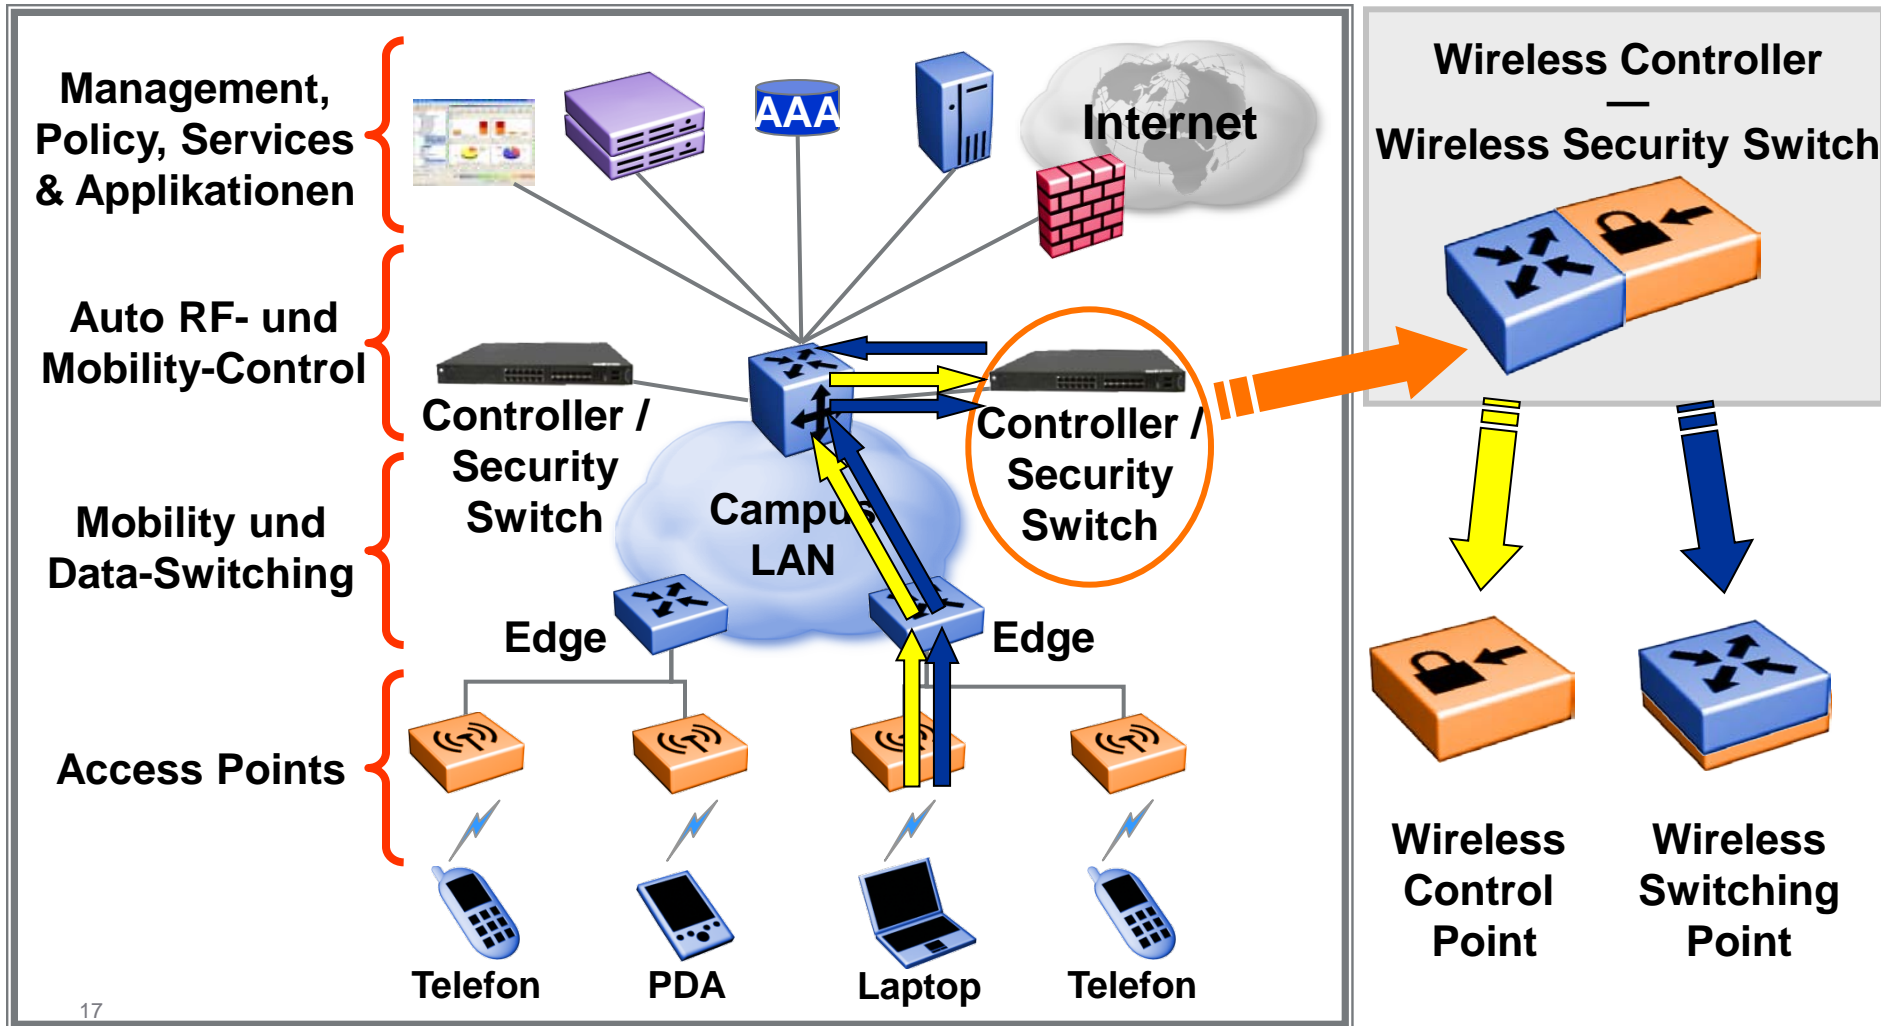 Management,
Policy, Services
& Applikationen
AAA
Internet
Auto RF- und
Mobility-Control
Controller /
Security
Switch
Controller /
Security
Switch
Mobility und
Data-Switching
Campus
LAN
Edge
Edge
Access Points
Telefon
PDA
Laptop
Telefon
17
Wireless Controller
—
Wireless Security Switch
Wireless
Control
Point
Wireless
Switching
Point